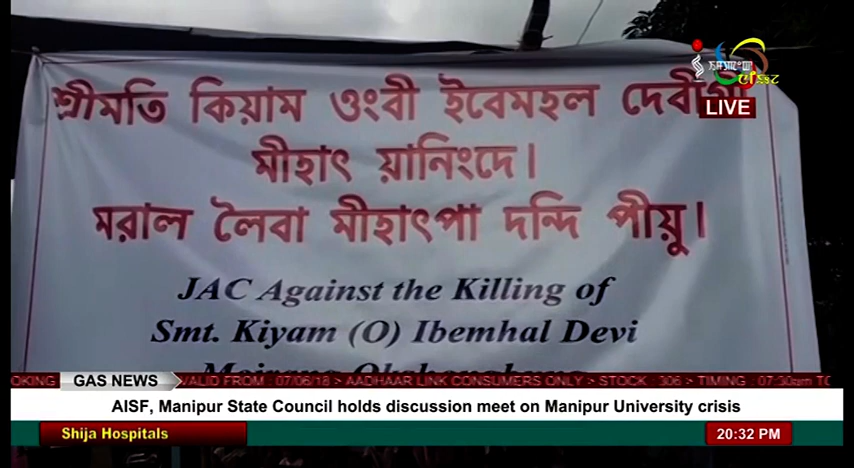 শ্রীমতি কিয়াম ওংবী ইবেমহল দেবীগী
মীহাৎ য়ানিংদে।
মরাল লৈবা মীহাৎপা দন্দি পীয়ু।
JAC Against the Killing of
Smt. Kiyam (O) Ibemhal Devi
LIVE
OKING GAS NEWS VALID FROM : 07/06/18 > AADHAAR LINK CONSUMERS ONLY > STOCK : 306 > TIMING : 07:30am TO
AISF, Manipur State Council holds discussion meet on Manipur University crisis
Shija Hospitals 20:32 PM